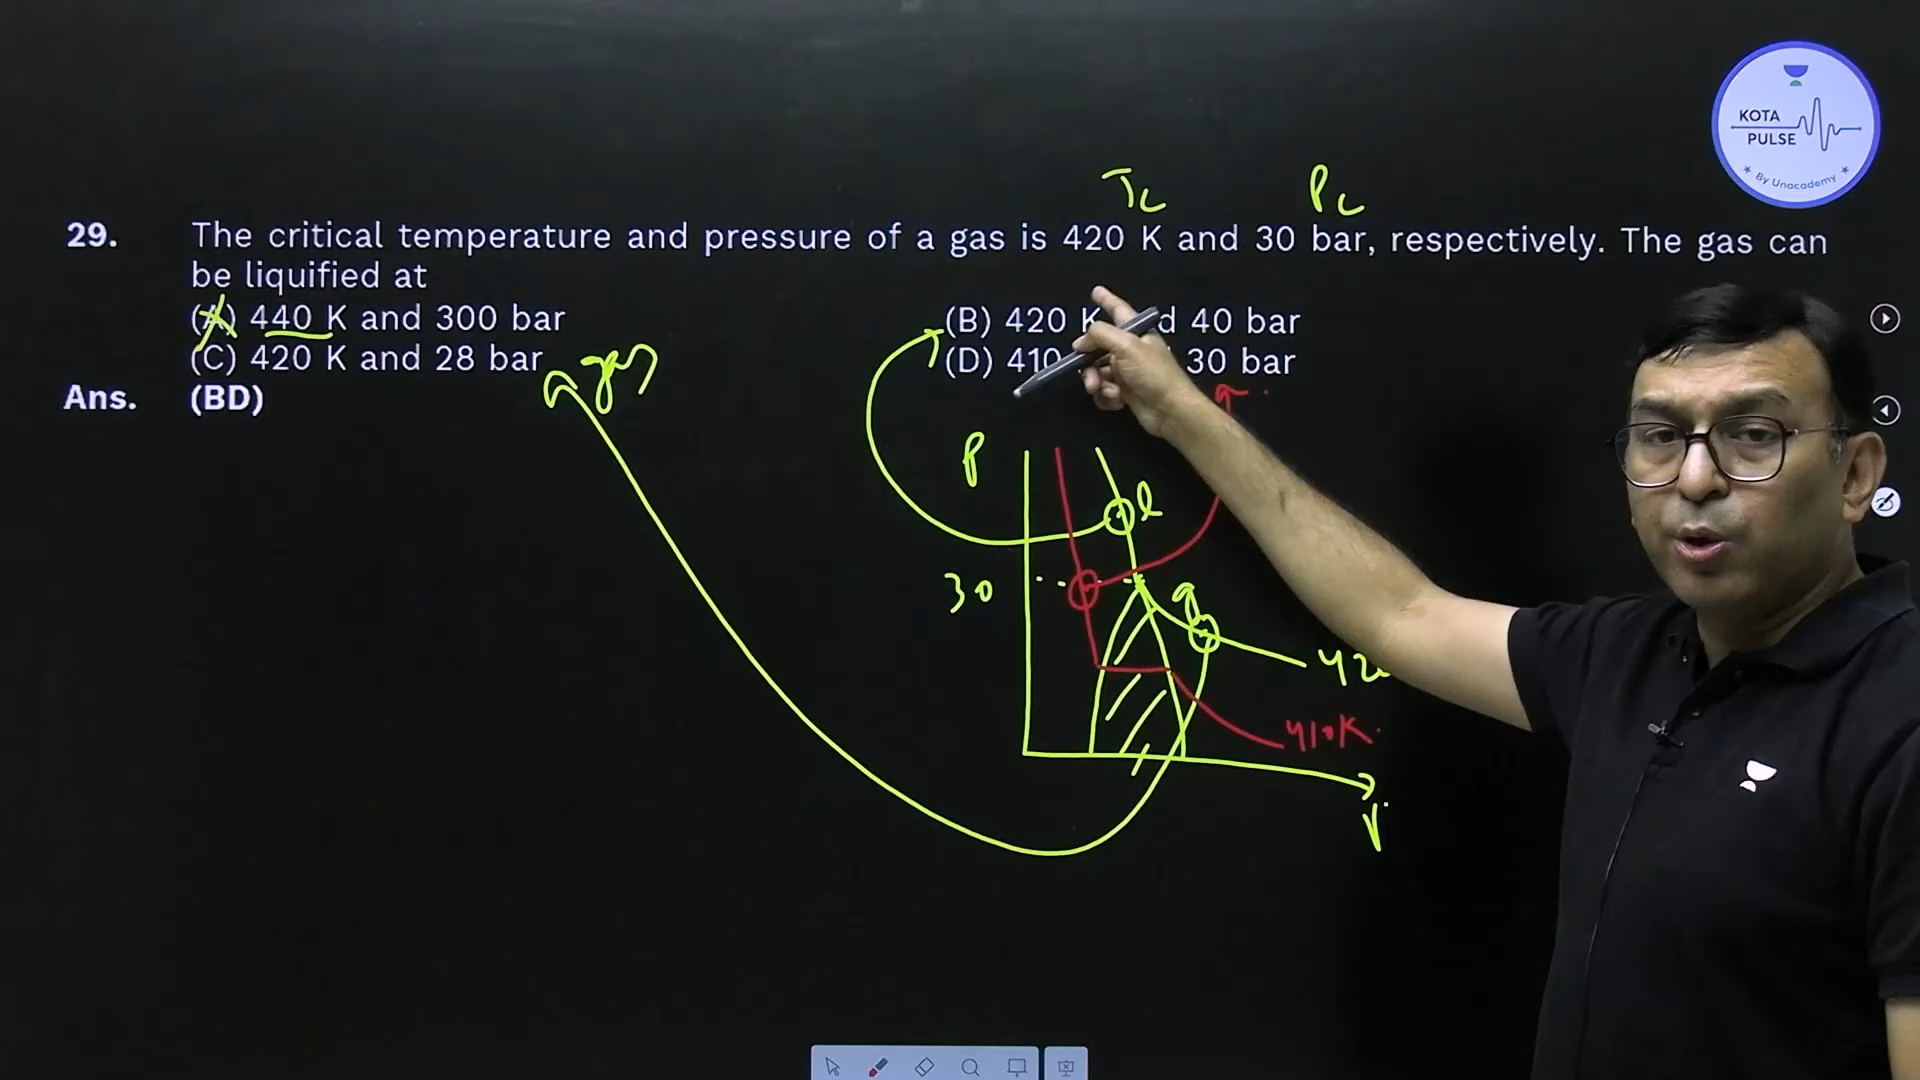 KOTA
PULSE
By Unacademy
Tc Pc
29. The critical temperature and pressure of a gas is 420 K and 30 bar, respectively. The gas can
be liquified at
(A) 440 K and 300 bar (B) 420 K d 40 bar
(C) 420 K and 28 bar gas (D) 410 30 bar
Ans. (BD)
P
l
30
g
42
410K.
V